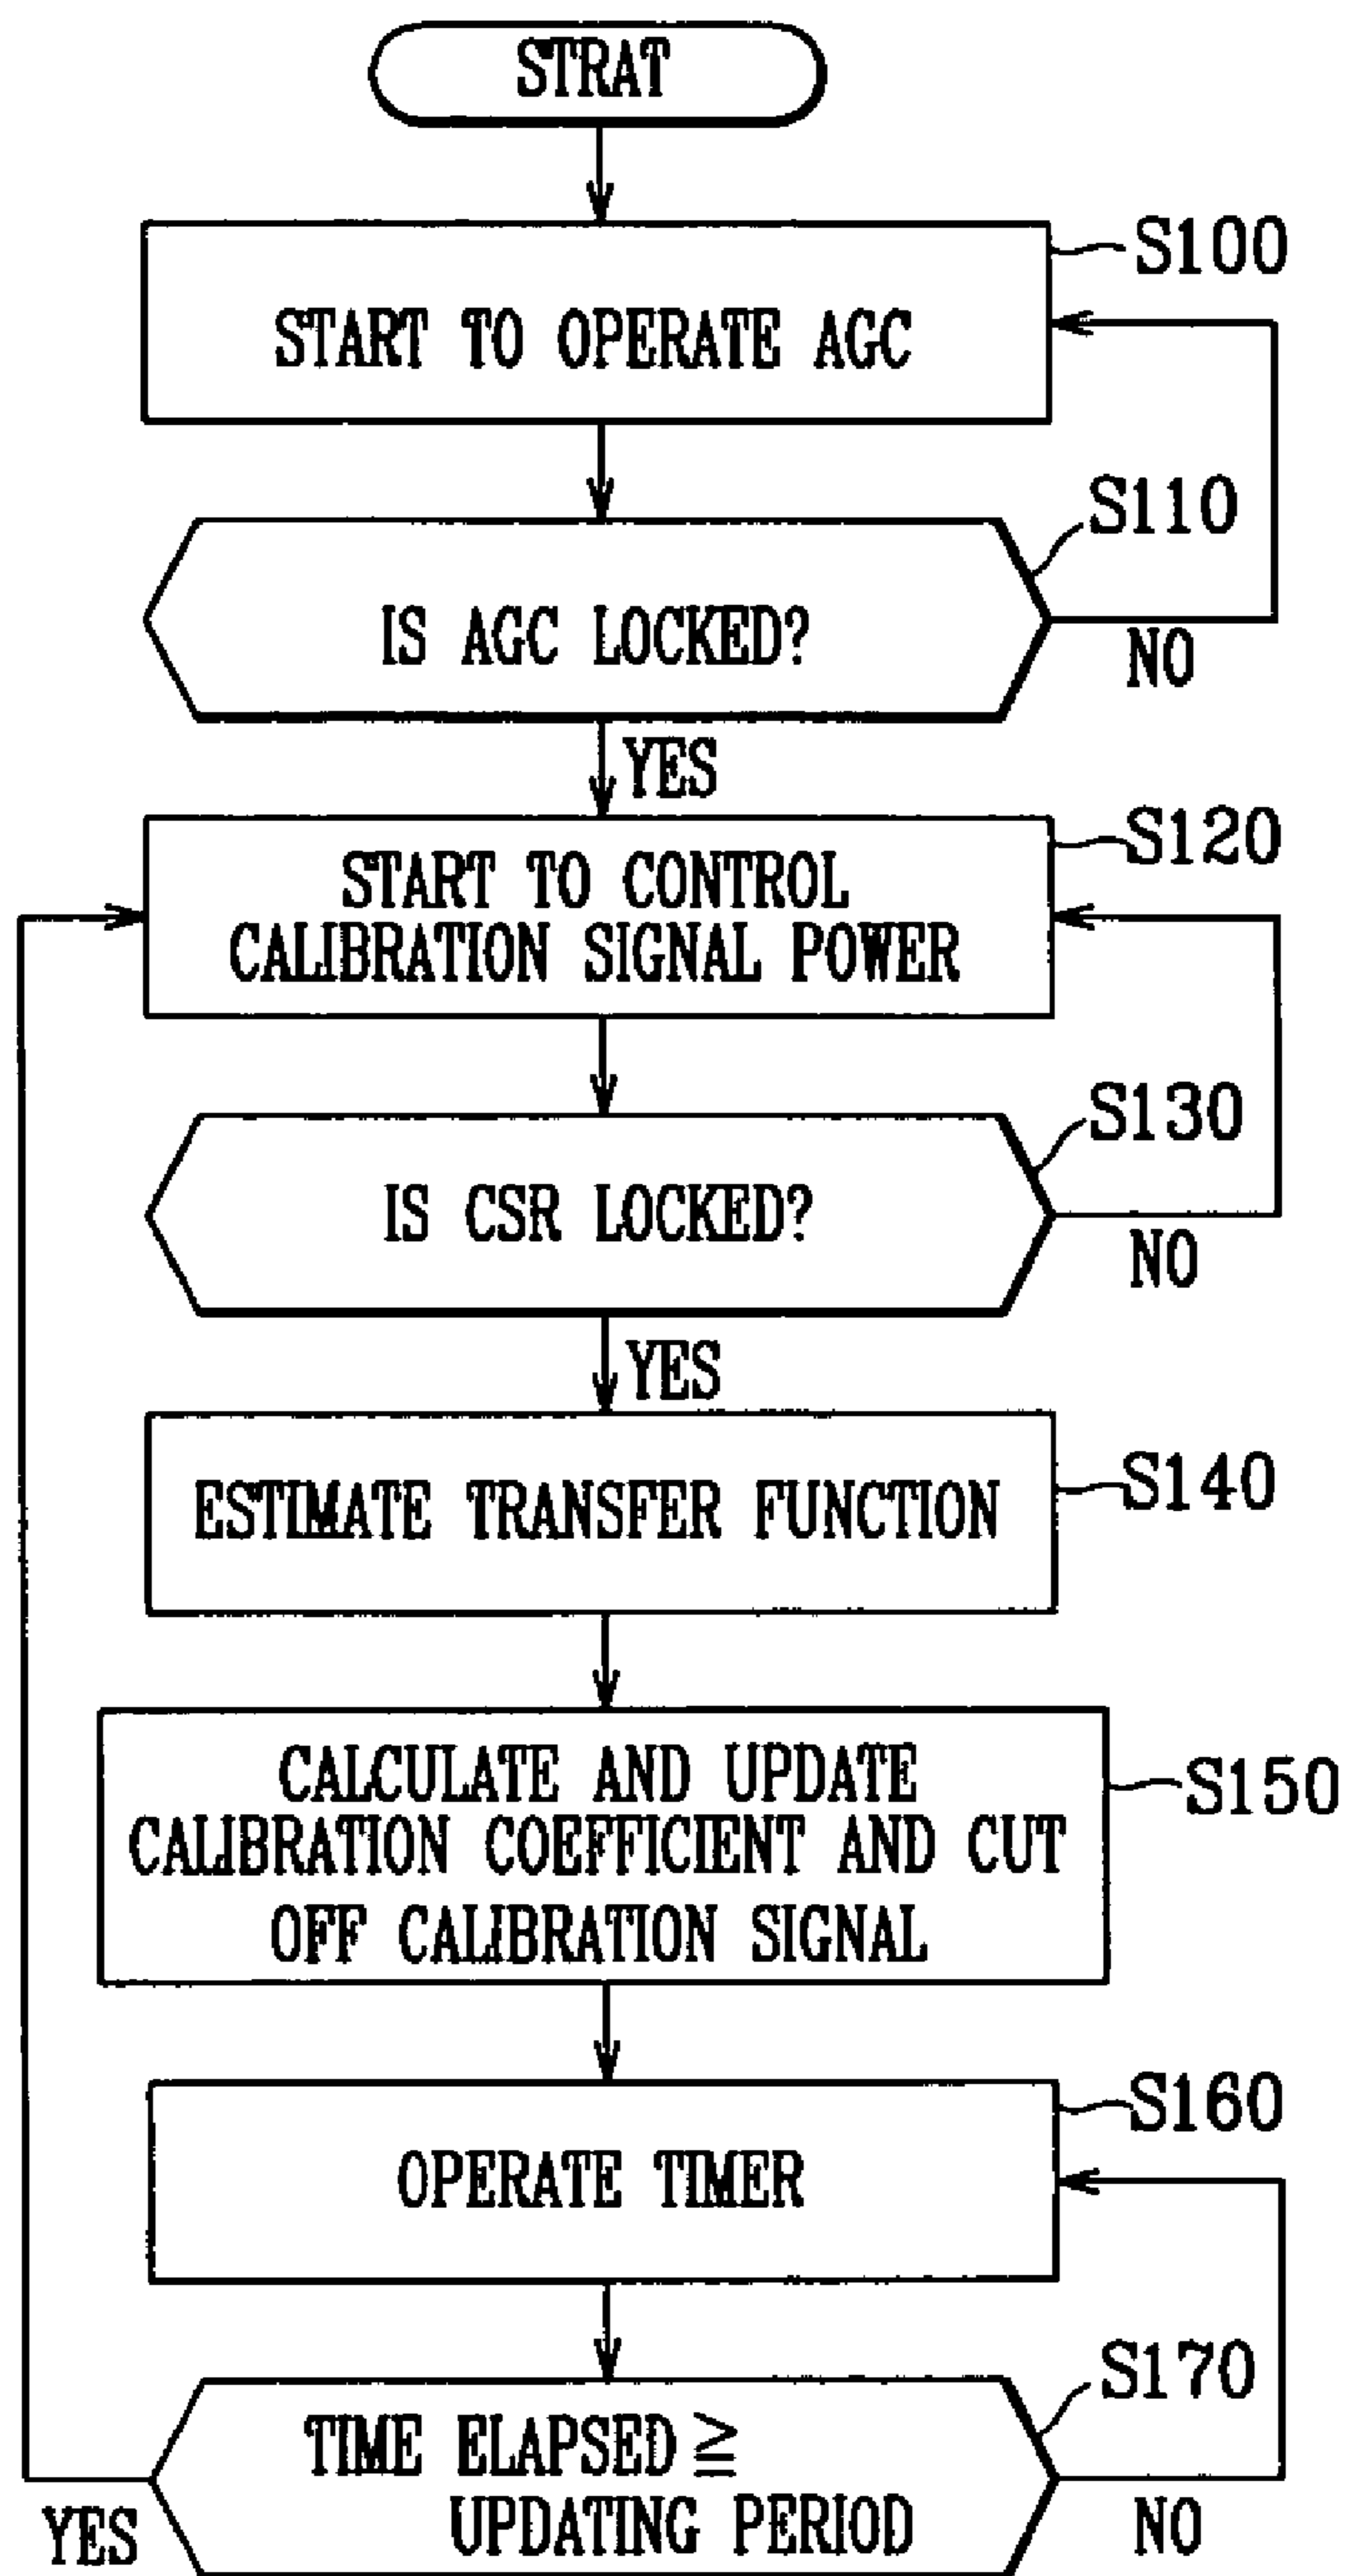 STRAT
S100
START TO OPERATE AGC
S110
IS AGC LOCKED?
NO
YES
S120
START TO CONTROL
CALIBRATION SIGNAL POWER
S130
IS CSR LOCKED?
NO
YES
S140
ESTIMATE TRANSFER FUNCTION
S150
CALCULATE AND UPDATE
CALIBRATION COEFFICIENT AND CUT
OFF CALIBRATION SIGNAL
S160
OPERATE TIMER
S170
TIME ELAPSED ≧
UPDATING PERIOD
YES
NO